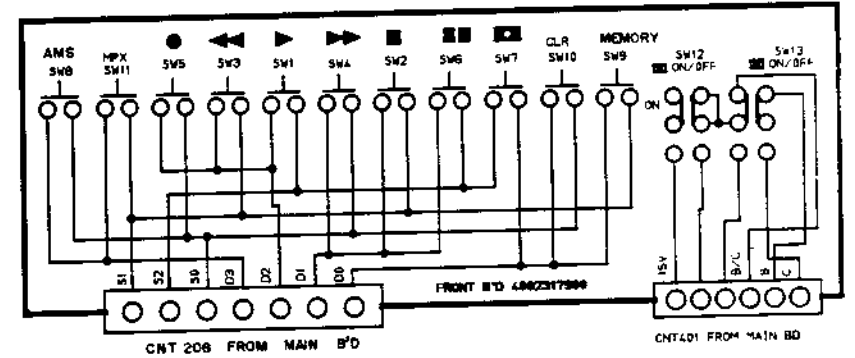 AMS
SW8
MPX
SW11
SW5
SW3
SW1
SW4
SW2
SW6
SW7
CLR
SW10
MEMORY
SW9
SW12
ON/OFF
SW13
ON/OFF
ON
S1
S2
S0
D3
D2
D1
D0
15V
B/C
B
C
FRONT B'D
CNT 206 FROM MAIN B'D
CNT401 FROM MAIN BD